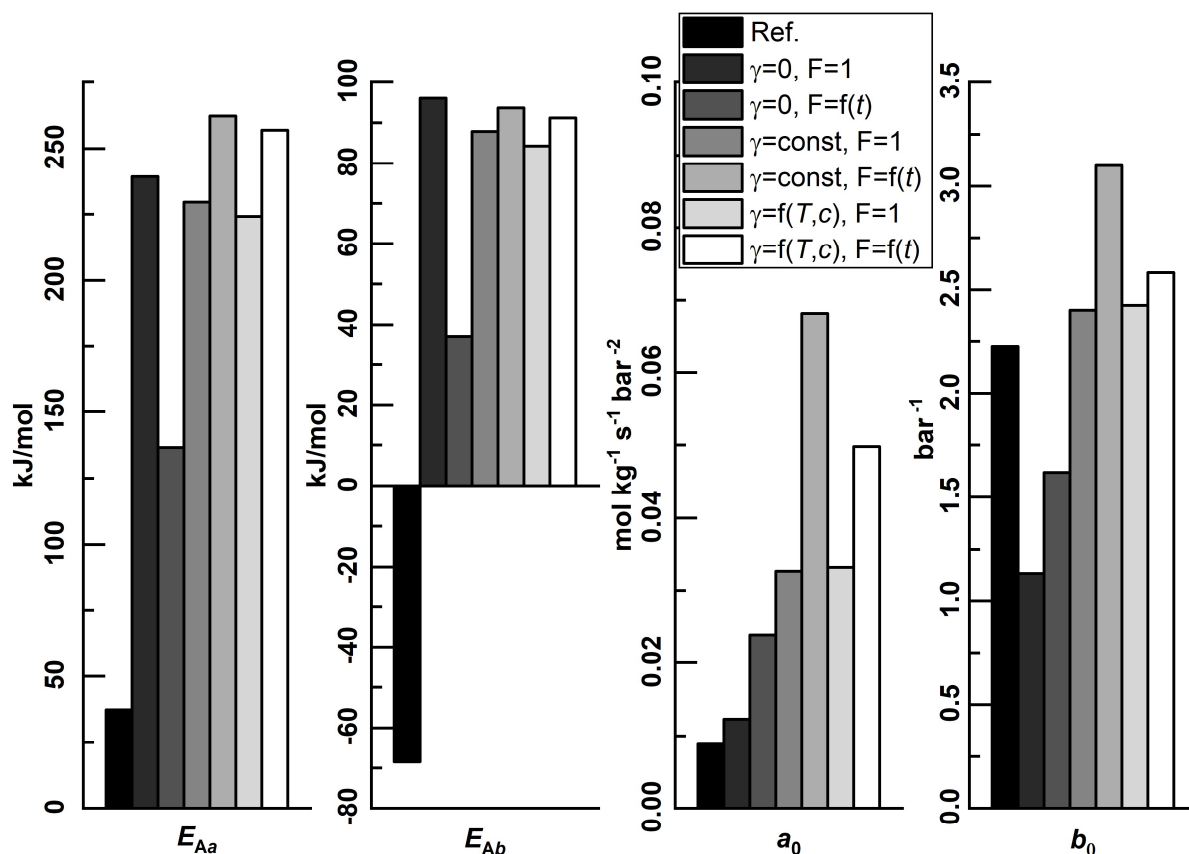 Ref.
γ=0, F=1
γ=0, F=f(t)
γ=const, F=1
γ=const, F=f(t)
γ=f(T,c), F=1
γ=f(T,c), F=f(t)
250
200
150
100
50
0
kJ/mol
E_Aa
100
80
60
40
20
0
-20
-40
-60
-80
kJ/mol
E_Ab
0.10
0.08
0.06
0.04
0.02
0.00
mol kg⁻¹ s⁻¹ bar⁻²
a₀
3.5
3.0
2.5
2.0
1.5
1.0
0.5
0.0
bar⁻¹
b₀